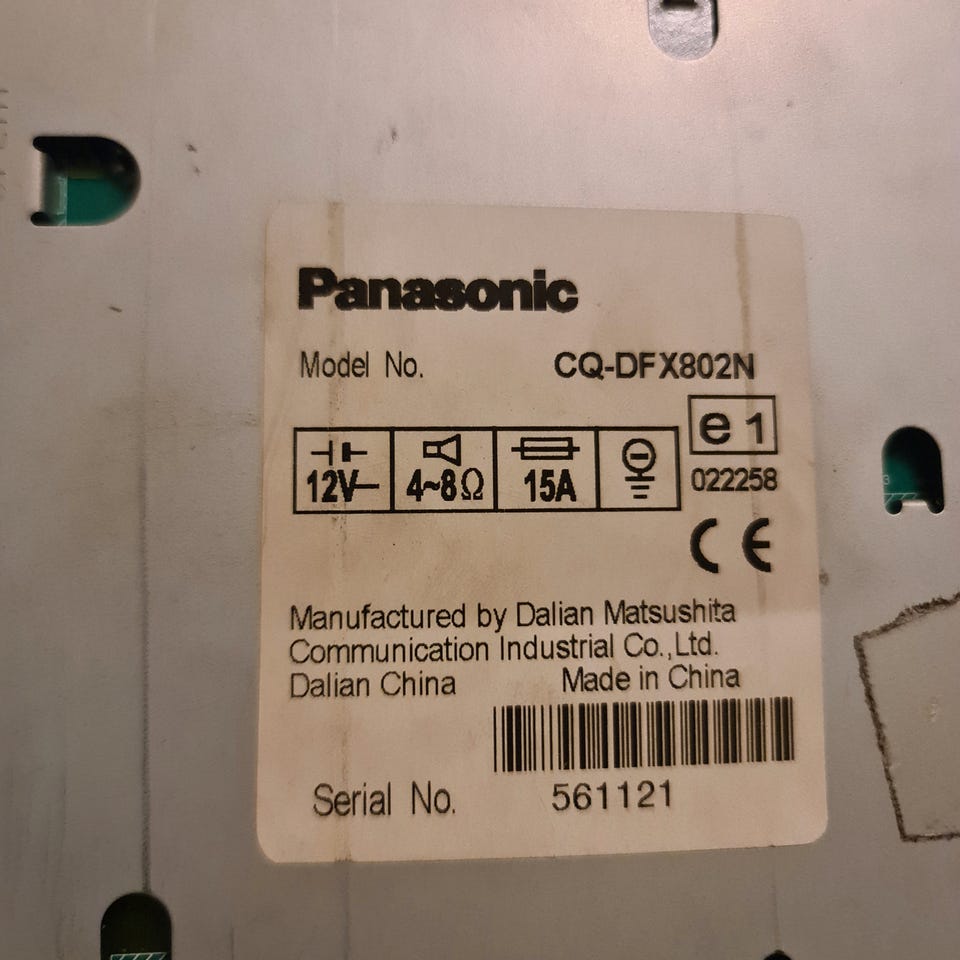 Panasonic
Model No. CQ-DFX802N
e1
12V 4~8Ω 15A
022258
CE
Manufactured by Dalian Matsushita
Communication Industrial Co.,Ltd.
Dalian China Made in China
Serial No. 561121